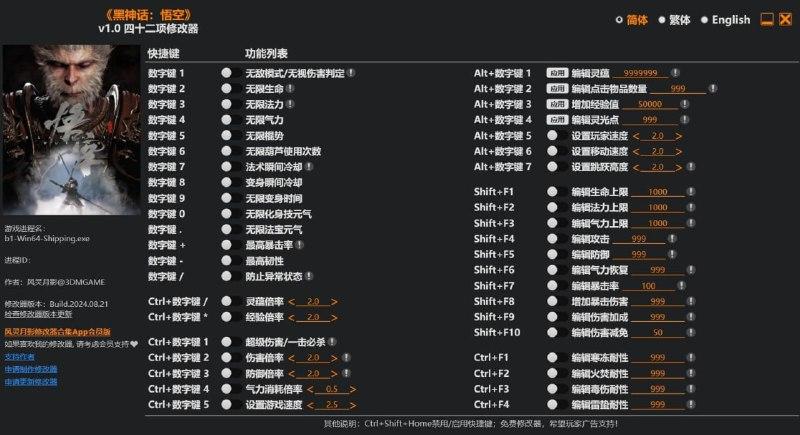 《黑神话：悟空》
v1.0 四十二项修改器
简体 繁体 English
悟空
游戏进程名：
b1-Win64-Shipping.exe
进程ID：
作者：风灵月影@3DMGAME
修改器版本：Build.2024.08.21
检查修改器版本更新
风灵月影修改器合集App会员版
如果喜欢我的修改器, 请考虑会员支持❤
支持作者
申请制作修改器
申请更新修改器
快捷键 功能列表
数字键 1 无敌模式/无视伤害判定
数字键 2 无限生命
数字键 3 无限法力
数字键 4 无限气力
数字键 5 无限棍势
数字键 6 无限葫芦使用次数
数字键 7 法术瞬间冷却
数字键 8 变身瞬间冷却
数字键 9 无限变身时间
数字键 0 无限化身技元气
数字键 . 无限法宝元气
数字键 + 最高暴击率
数字键 - 最高韧性
数字键 / 防止异常状态
Ctrl+数字键 / 灵蕴倍率 < 2.0 >
Ctrl+数字键 * 经验倍率 < 2.0 >
Ctrl+数字键 1 超级伤害/一击必杀
Ctrl+数字键 2 伤害倍率 < 2.0 >
Ctrl+数字键 3 防御倍率 < 2.0 >
Ctrl+数字键 4 气力消耗倍率 < 0.5 >
Ctrl+数字键 5 设置游戏速度 < 2.5 >
Alt+数字键 1 应用 编辑灵蕴 9999999
Alt+数字键 2 应用 编辑点击物品数量 999
Alt+数字键 3 应用 增加经验值 50000
Alt+数字键 4 应用 编辑灵光点 999
Alt+数字键 5 设置玩家速度 < 2.0 >
Alt+数字键 6 设置移动速度 < 2.0 >
Alt+数字键 7 设置跳跃高度 < 2.0 >
Shift+F1 编辑生命上限 1000
Shift+F2 编辑法力上限 1000
Shift+F3 编辑气力上限 1000
Shift+F4 编辑攻击 999
Shift+F5 编辑防御 999
Shift+F6 编辑气力恢复 999
Shift+F7 编辑暴击率 100
Shift+F8 增加暴击伤害 999
Shift+F9 编辑伤害加成 999
Shift+F10 编辑伤害减免 50
Ctrl+F1 编辑寒冻耐性 999
Ctrl+F2 编辑火焚耐性 999
Ctrl+F3 编辑毒伤耐性 999
Ctrl+F4 编辑雷蛰耐性 999
其他说明：Ctrl+Shift+Home禁用/启用快捷键；免费修改器，希望玩家广告支持！